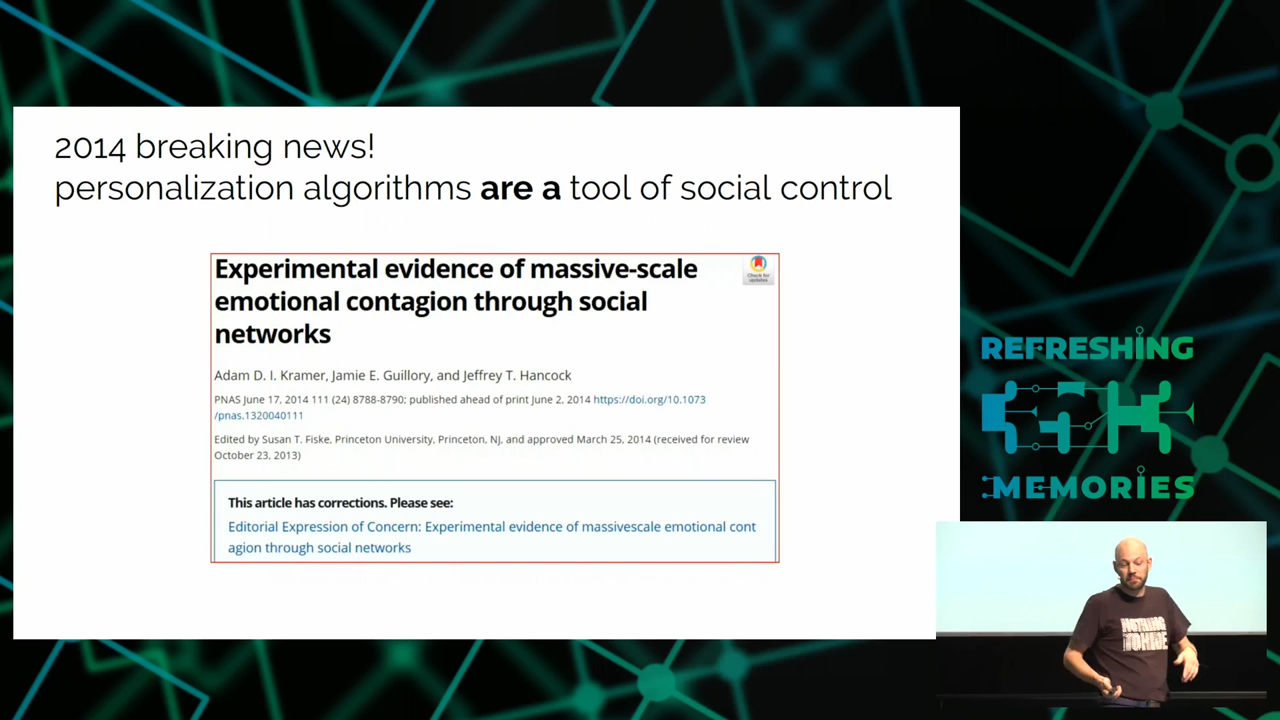 2014 breaking news!
personalization algorithms are a tool of social control
Experimental evidence of massive-scale
emotional contagion through social
networks
Check for
updates
Adam D. I. Kramer, Jamie E. Guillory, and Jeffrey T. Hancock
PNAS June 17, 2014 111 (24) 8788-8790; published ahead of print June 2, 2014 https://doi.org/10.1073
/pnas.1320040111
Edited by Susan T. Fiske, Princeton University, Princeton, NJ, and approved March 25, 2014 (received for review
October 23, 2013)
This article has corrections. Please see:
Editorial Expression of Concern: Experimental evidence of massivescale emotional cont
agion through social networks
REFRESHING
MEMORIES